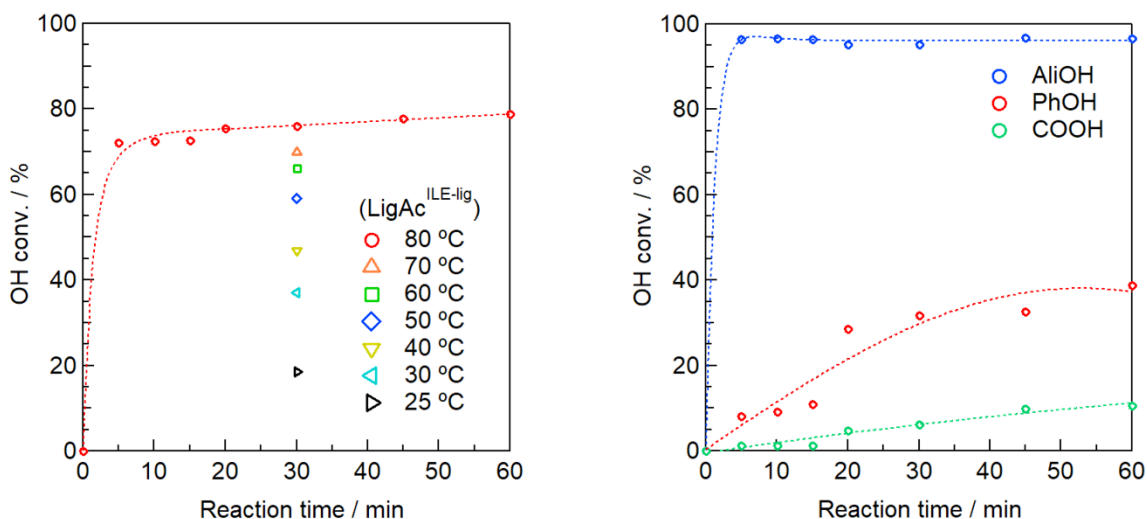 100
80
60
40
20
0
OH conv. / %
(LigAc^ILE-lig)
80 ºC
70 ºC
60 ºC
50 ºC
40 ºC
30 ºC
25 ºC
0 10 20 30 40 50 60
Reaction time / min
100
80
60
40
20
0
OH conv. / %
AliOH
PhOH
COOH
0 10 20 30 40 50 60
Reaction time / min